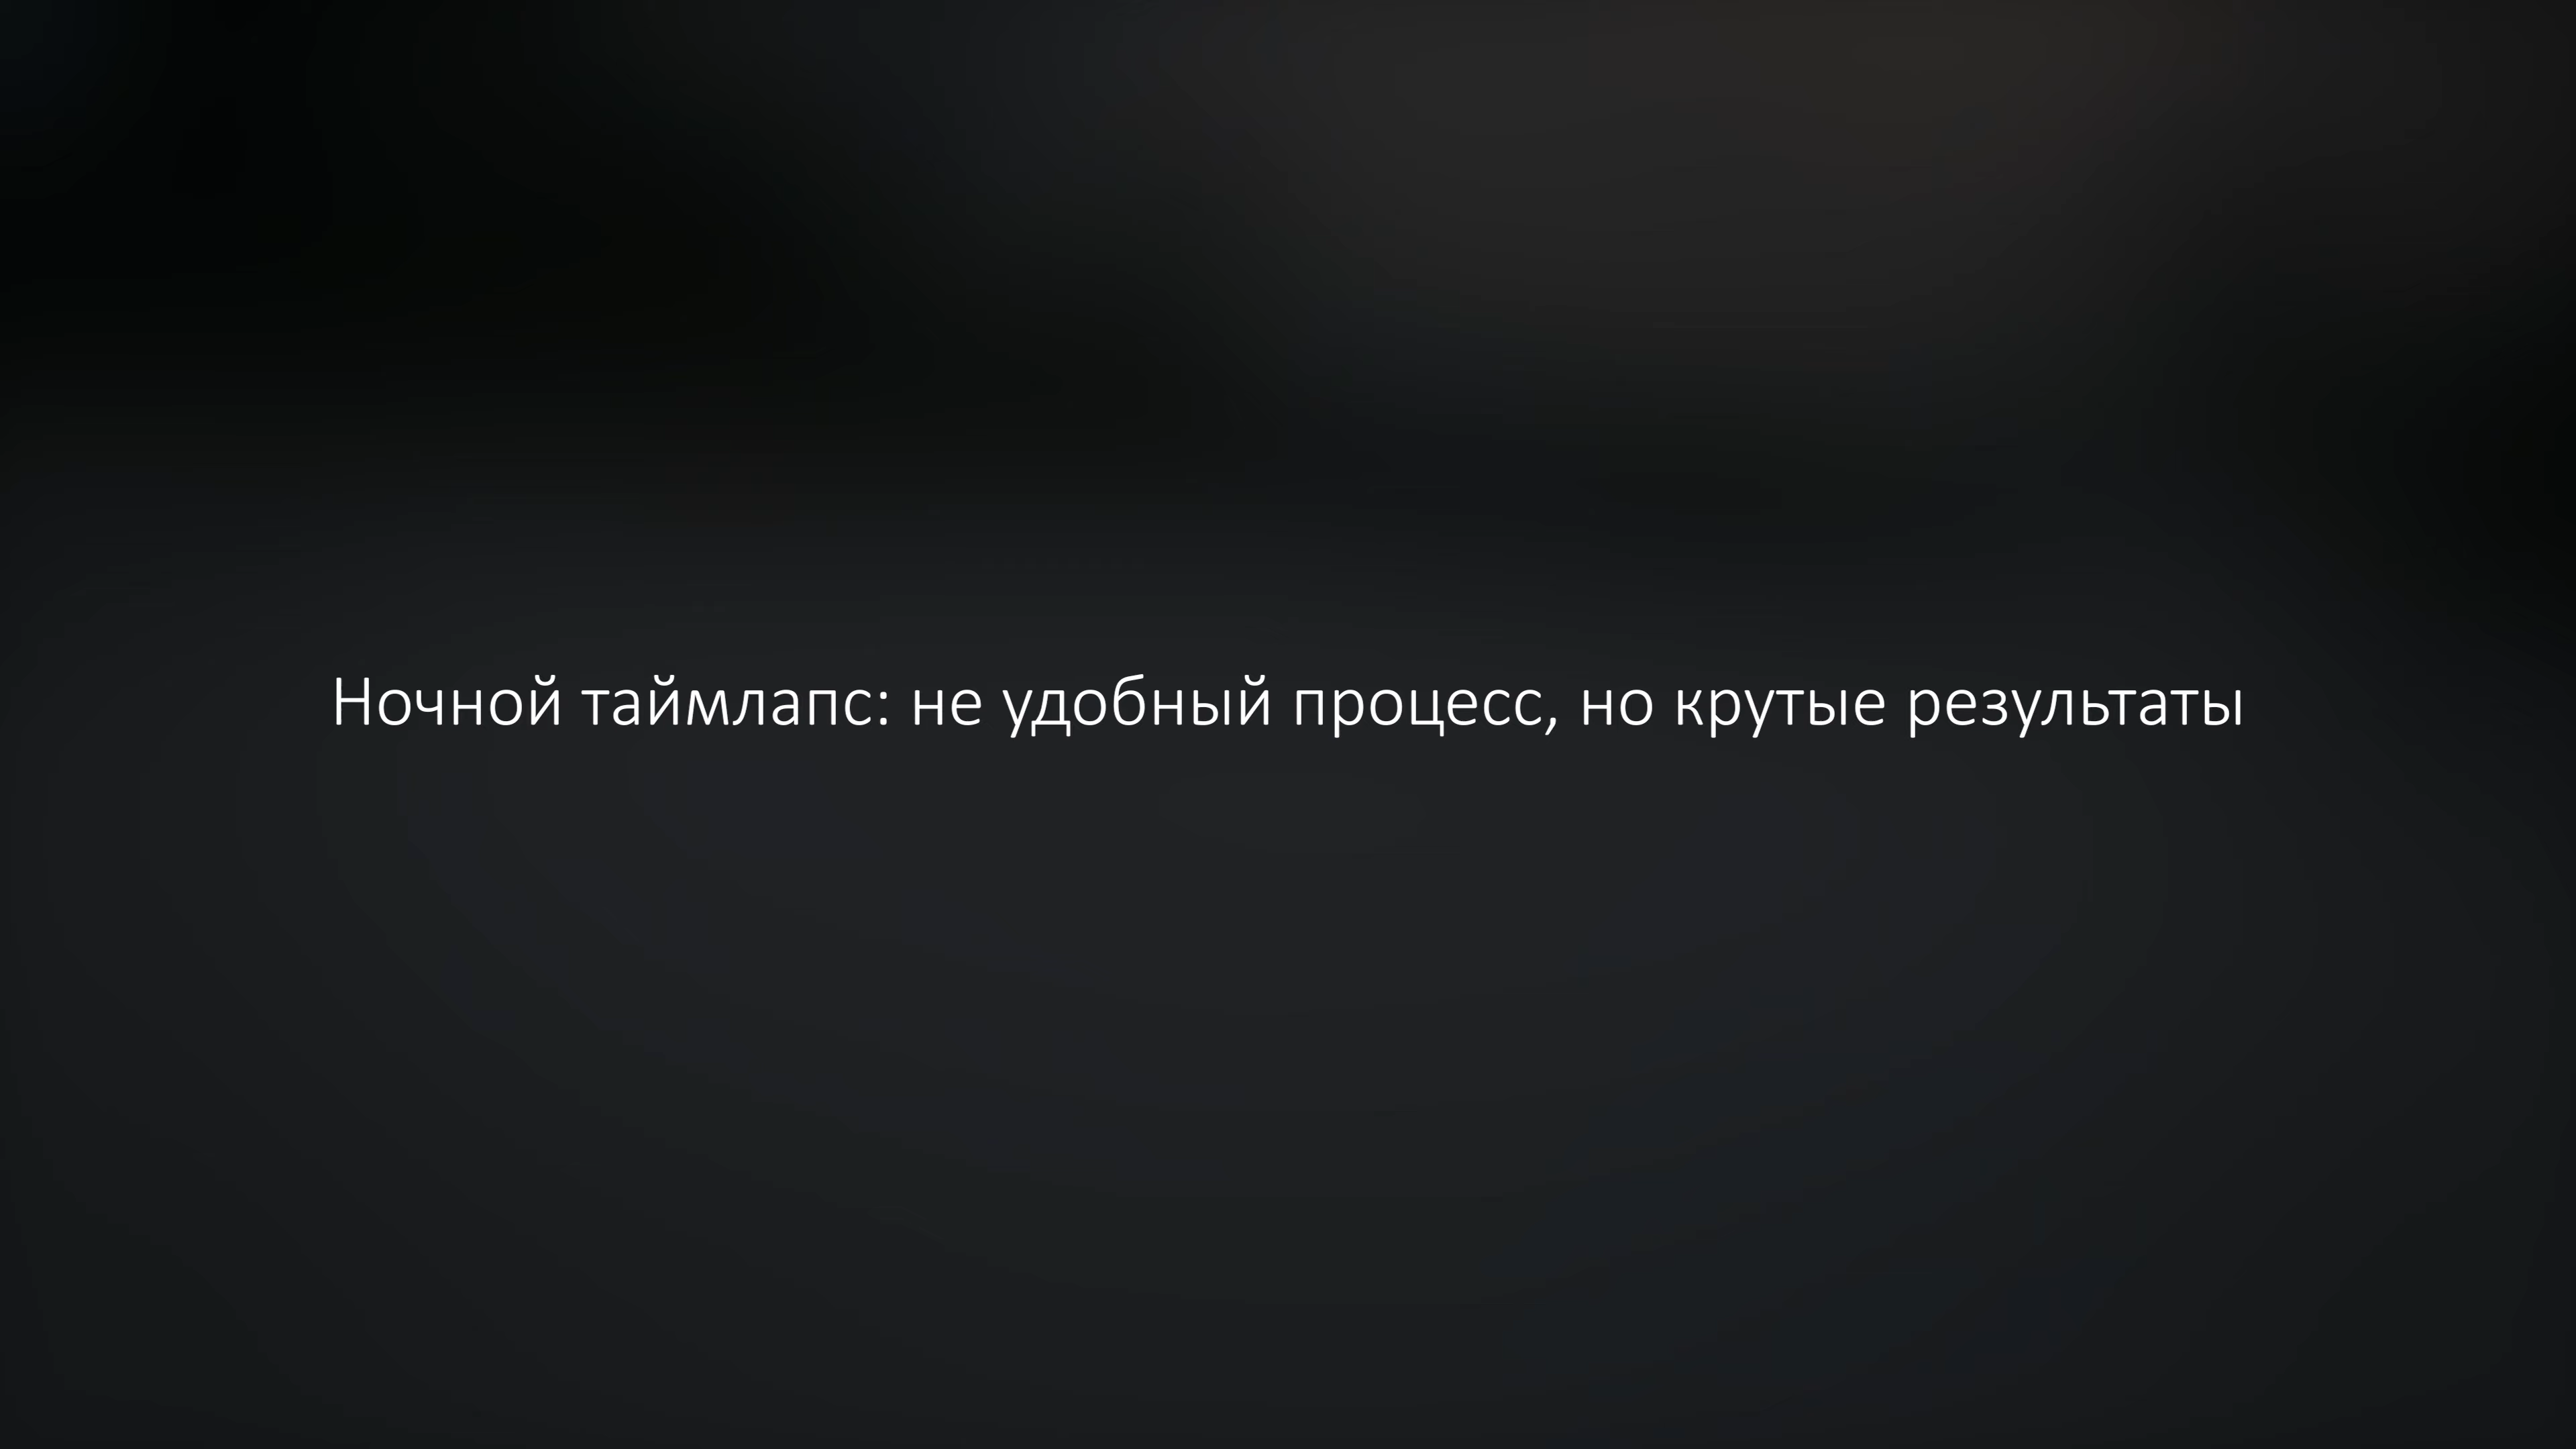 Ночной таймлапс: не удобный процесс, но крутые результаты